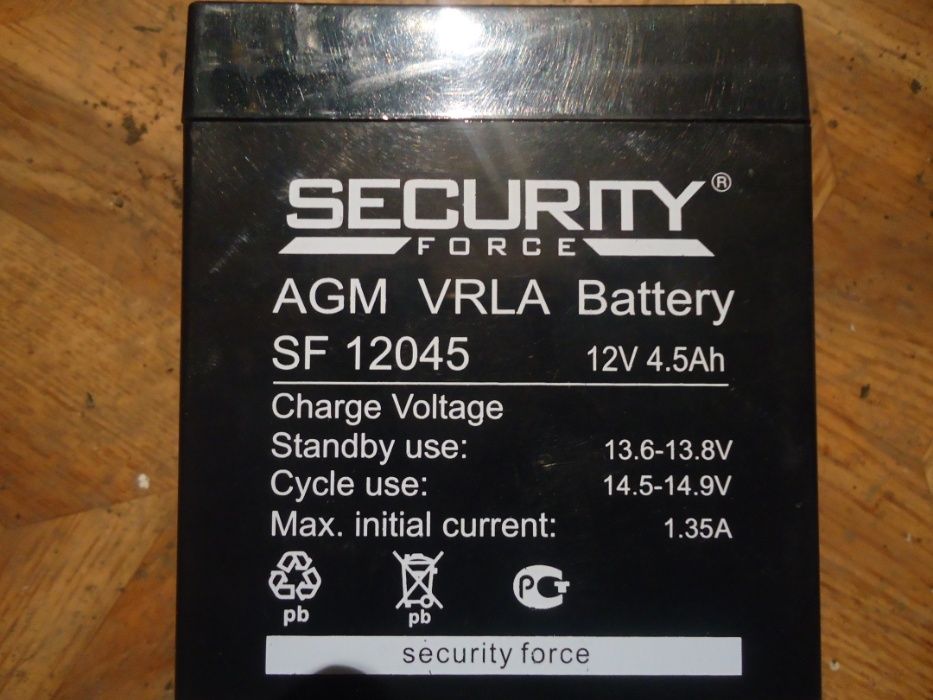 SECURITY®
FORCE
AGM VRLA Battery
SF 12045 12V 4.5Ah
Charge Voltage
Standby use: 13.6-13.8V
Cycle use: 14.5-14.9V
Max. initial current: 1.35A
pb pb РСТ
security force